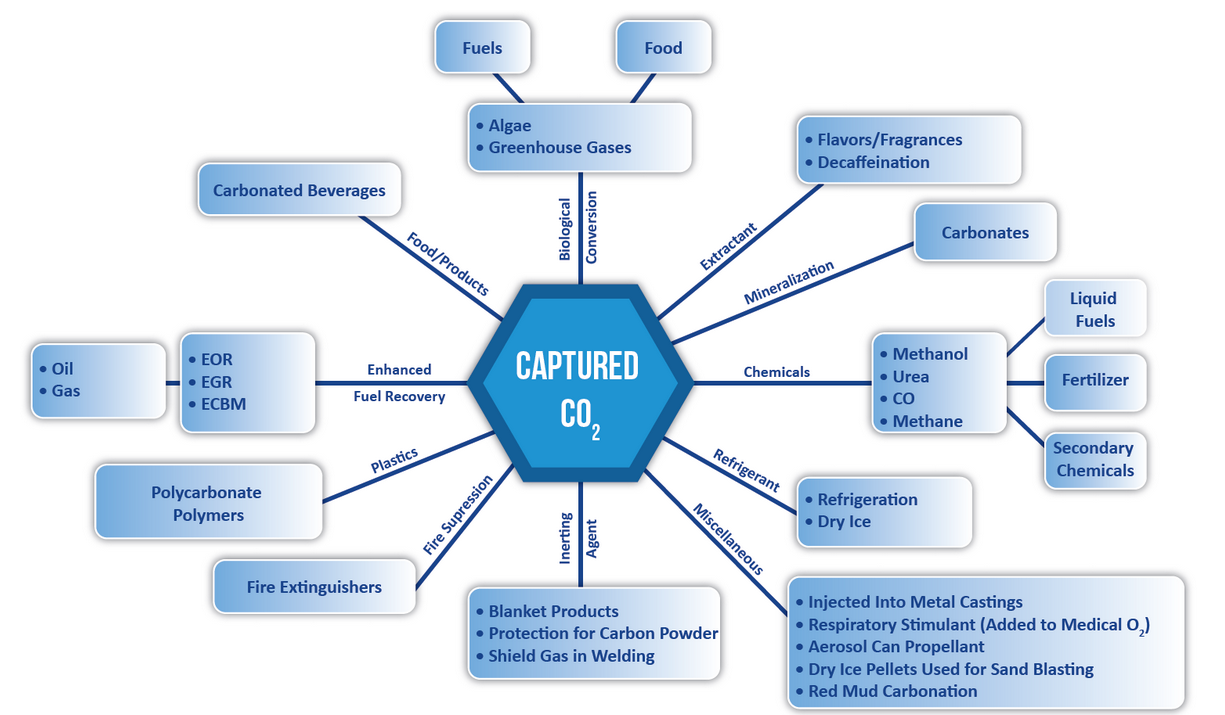 Fuels
Food
• Algae
• Greenhouse Gases
• Flavors/Fragrances
• Decaffeination
Carbonated Beverages
Carbonates
Biological
Conversion
Food/Products
Extractant
Mineralization
Liquid
Fuels
• Oil
• Gas
• EOR
• EGR
• ECBM
Enhanced
Fuel Recovery
CAPTURED
CO2
Chemicals
• Methanol
• Urea
• CO
• Methane
Fertilizer
Secondary
Chemicals
Plastics
Polycarbonate
Polymers
Fire Supression
Fire Extinguishers
Inerting
Agent
• Blanket Products
• Protection for Carbon Powder
• Shield Gas in Welding
Refrigerant
• Refrigeration
• Dry Ice
Miscellaneous
• Injected Into Metal Castings
• Respiratory Stimulant (Added to Medical O2)
• Aerosol Can Propellant
• Dry Ice Pellets Used for Sand Blasting
• Red Mud Carbonation